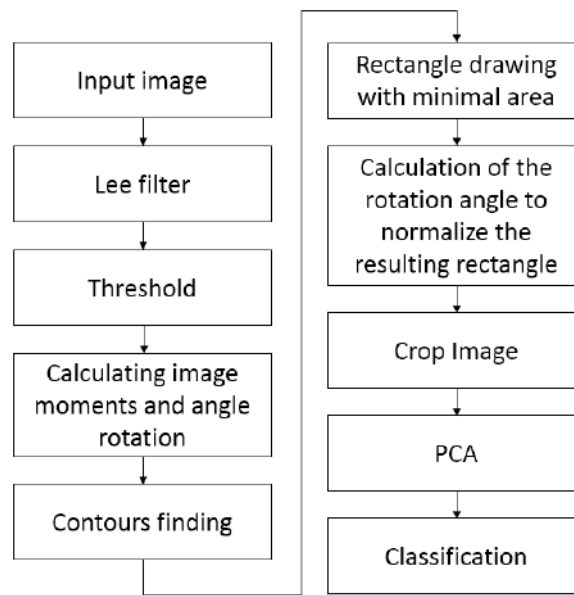 Input image
Lee filter
Threshold
Calculating image
moments and angle
rotation
Contours finding
Rectangle drawing
with minimal area
Calculation of the
rotation angle to
normalize the
resulting rectangle
Crop Image
PCA
Classification